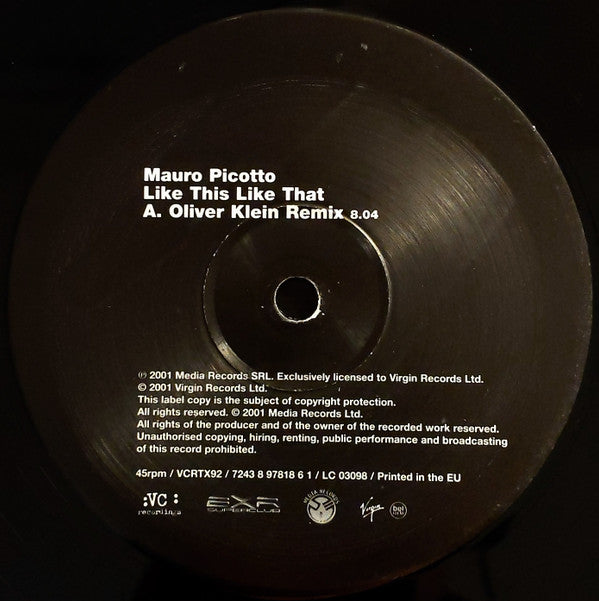 Mauro Picotto
Like This Like That
A. Oliver Klein Remix 8.04
℗ 2001 Media Records SRL. Exclusively licensed to Virgin Records Ltd.
© 2001 Virgin Records Ltd.
This label copy is the subject of copyright protection.
All rights reserved. © 2001 Media Records Ltd.
All rights of the producer and of the owner of the recorded work reserved.
Unauthorised copying, hiring, renting, public performance and broadcasting
of this record prohibited.
45rpm / VCRTX92 / 7243 8 97818 6 1 / LC 03098 / Printed in the EU
:VC :
recordings
BXR
SUPERCLUB
MEDIA RECORDS
Virgin